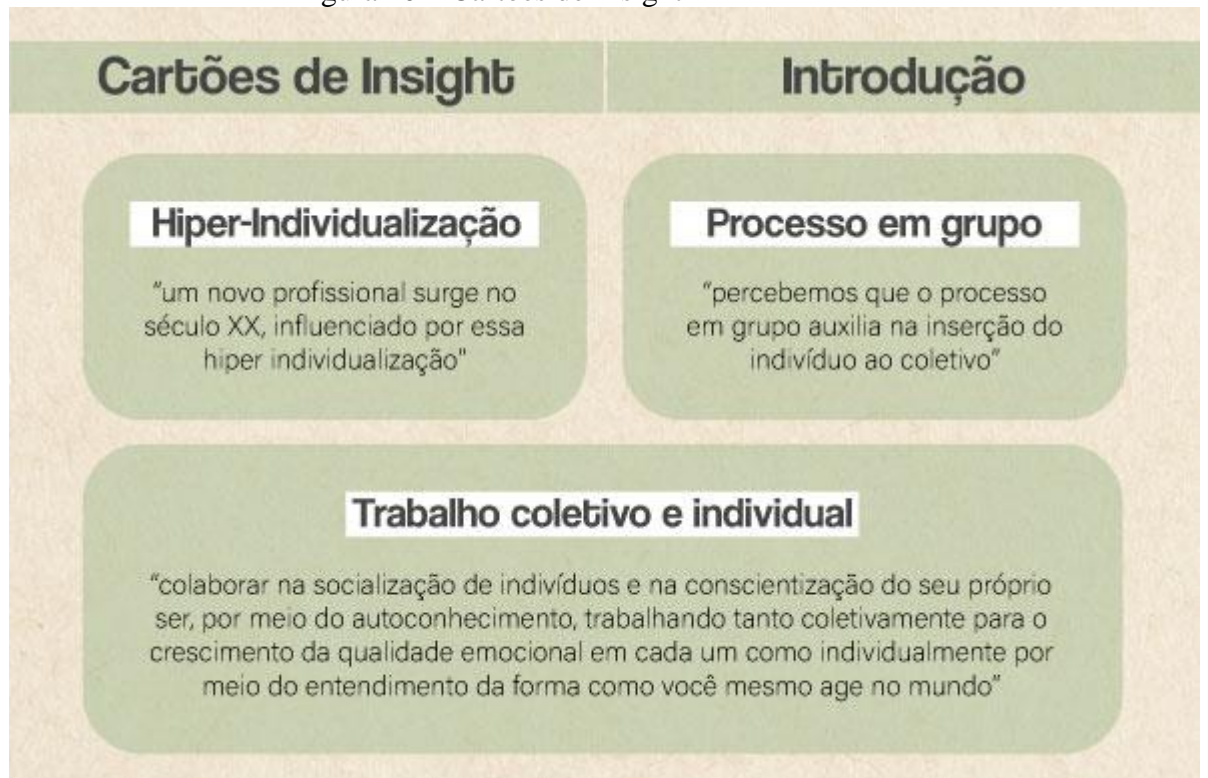 Cartões de Insight
Introdução
Hiper-Individualização
"um novo profissional surge no
século XX, influenciado por essa
hiper individualização"
Processo em grupo
"percebemos que o processo
em grupo auxilia na inserção do
indivíduo ao coletivo"
Trabalho coletivo e individual
"colaborar na socialização de indivíduos e na conscientização do seu próprio
ser, por meio do autoconhecimento, trabalhando tanto coletivamente para o
crescimento da qualidade emocional em cada um como individualmente por
meio do entendimento da forma como você mesmo age no mundo"